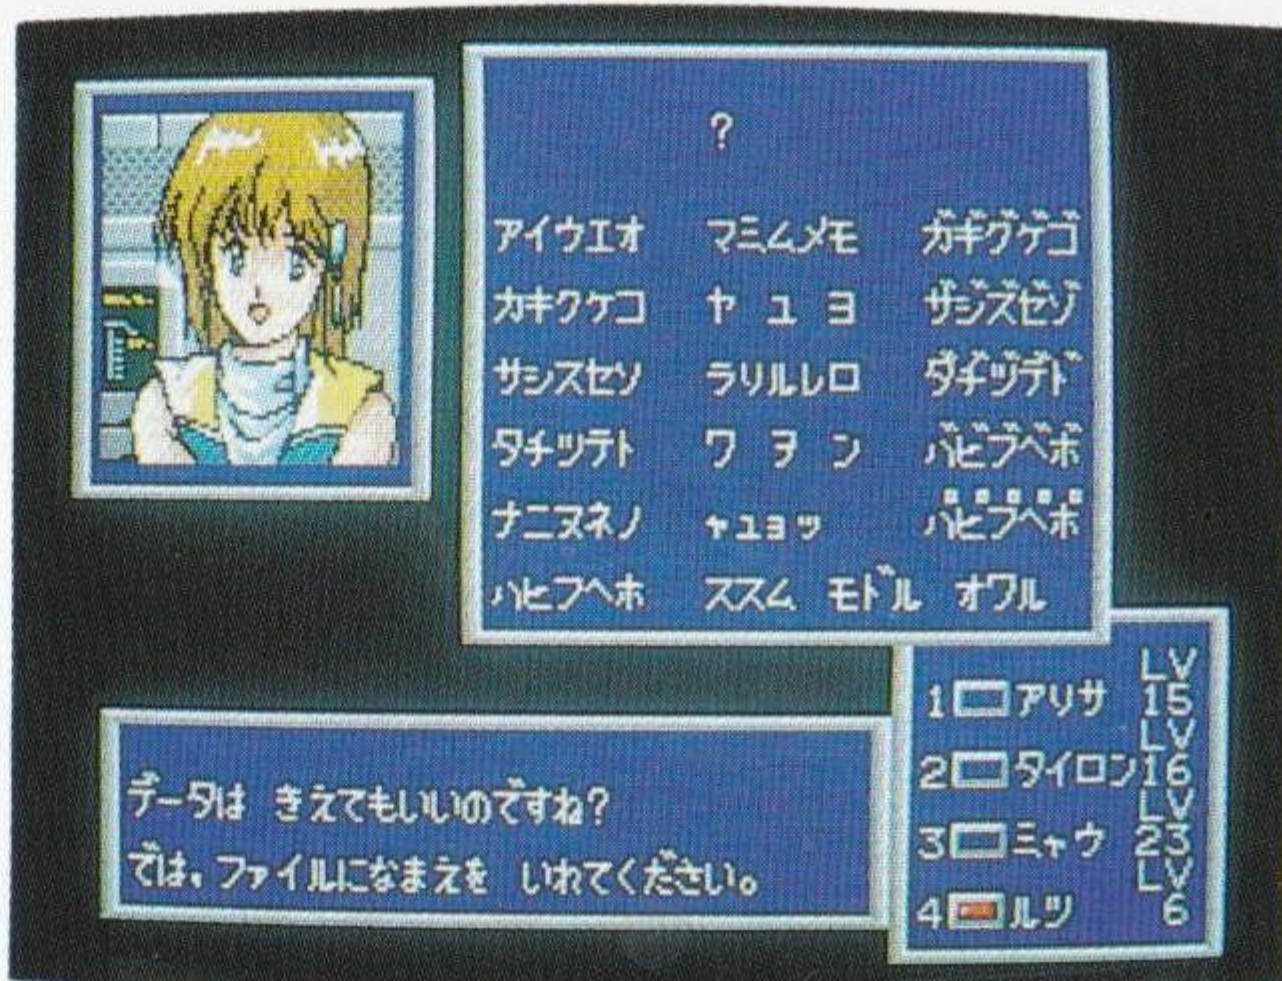 ?
アイウエオ マミムメモ ガギグゲゴ
カキクケコ ヤ ユ ヨ ザジズゼゾ
サシスセソ ラリルレロ ダヂヅデド
タチツテト ワ ヲ ン バビブベボ
ナニヌネノ ャュョッ パピプペポ
ハヒフヘホ ススム モドル オワル
LV
1 アリサ 15
LV
2 タイロン16
LV
3 ミャウ 23
LV
4 ルツ 6
データは きえてもいいのですね?
では、ファイルになまえを いれてください。